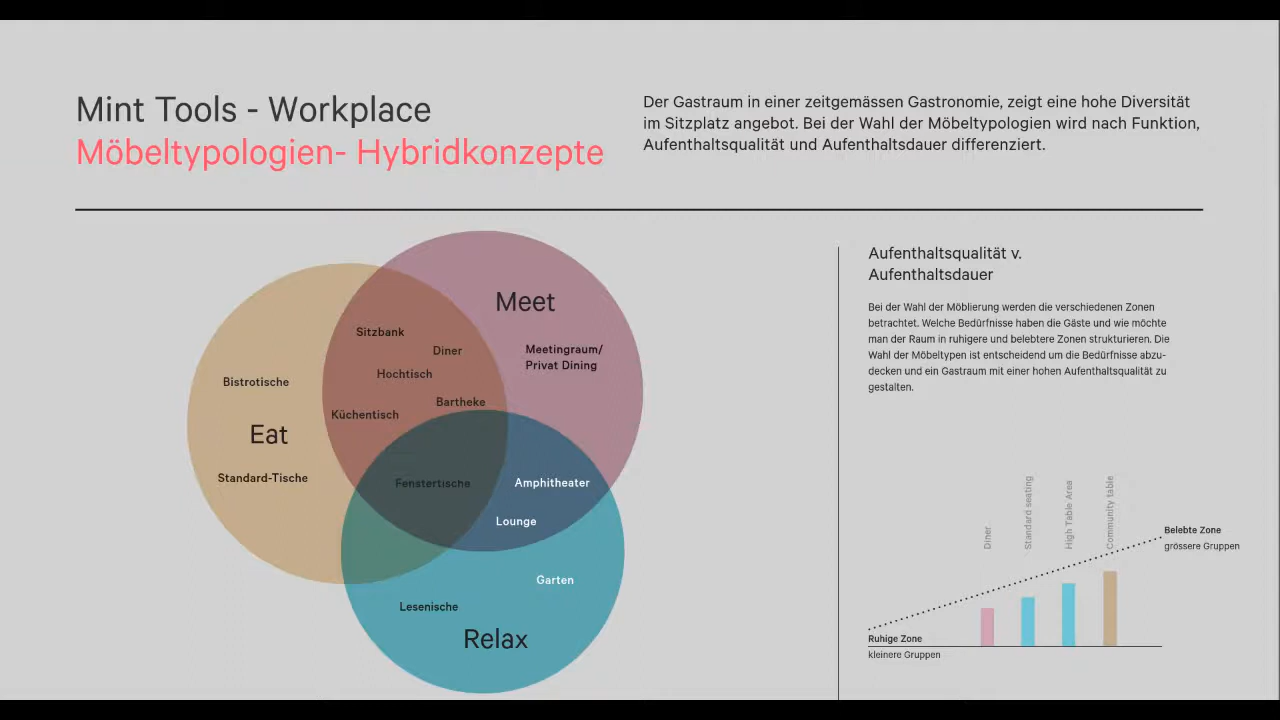 Mint Tools - Workplace
Möbeltypologien- Hybridkonzepte
Der Gastraum in einer zeitgemässen Gastronomie, zeigt eine hohe Diversität
im Sitzplatz angebot. Bei der Wahl der Möbeltypologien wird nach Funktion,
Aufenthaltsqualität und Aufenthaltsdauer differenziert.
Meet
Sitzbank
Diner
Meetingraum/
Privat Dining
Hochtisch
Bistrotische
Bartheke
Küchentisch
Eat
Standard-Tische
Fenstertische
Amphitheater
Lounge
Garten
Lesenische
Relax
Aufenthaltsqualität v.
Aufenthaltsdauer
Bei der Wahl der Möblierung werden die verschiedenen Zonen
betrachtet. Welche Bedürfnisse haben die Gäste und wie möchte
man der Raum in ruhigere und belebtere Zonen strukturieren. Die
Wahl der Möbeltypen ist entscheidend um die Bedürfnisse abzu-
decken und ein Gastraum mit einer hohen Aufenthaltsqualität zu
gestalten.
Diner
Standard seating
High Table Area
Community table
Belebte Zone
grössere Gruppen
Ruhige Zone
kleinere Gruppen